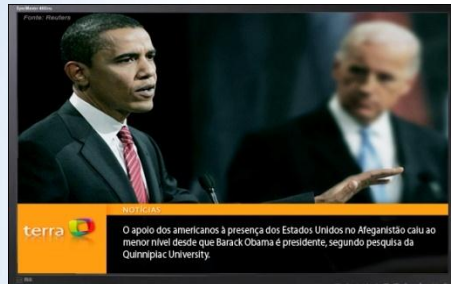 Fonte: Reuters
NOTÍCIAS
terra
O apoio dos americanos à presença dos Estados Unidos no Afeganistão caiu ao
menor nível desde que Barack Obama é presidente, segundo pesquisa da
Quinnipiac University.